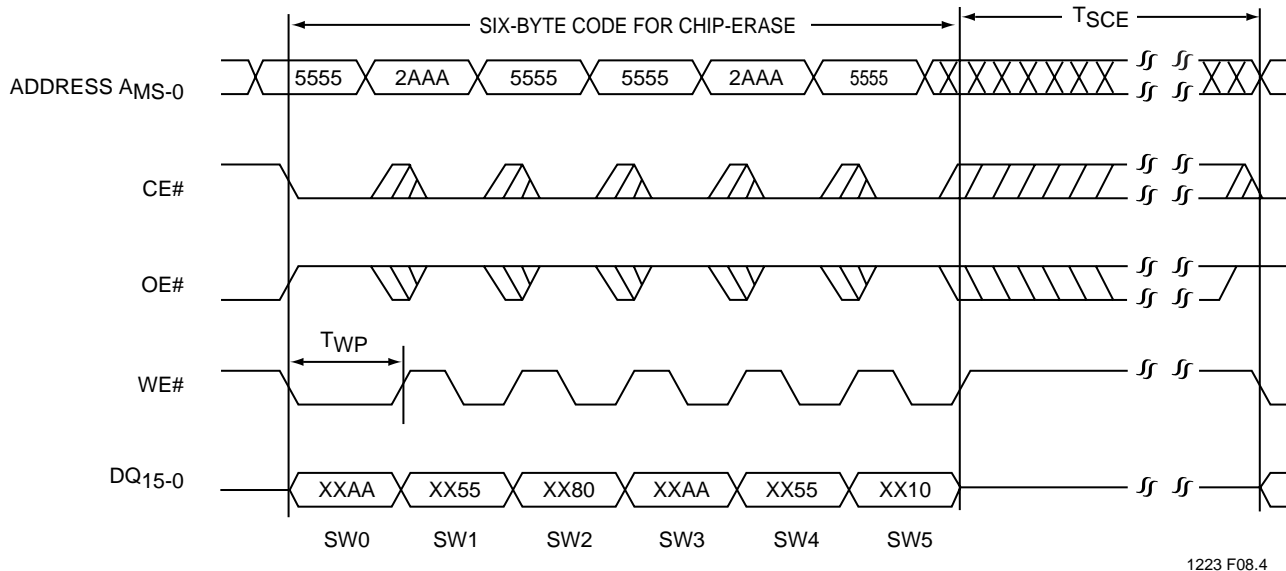 SIX-BYTE CODE FOR CHIP-ERASE
TSCE
ADDRESS AMS-0
5555 2AAA 5555 5555 2AAA 5555
CE#
OE#
TWP
WE#
DQ15-0
XXAA XX55 XX80 XXAA XX55 XX10
SW0 SW1 SW2 SW3 SW4 SW5
1223 F08.4